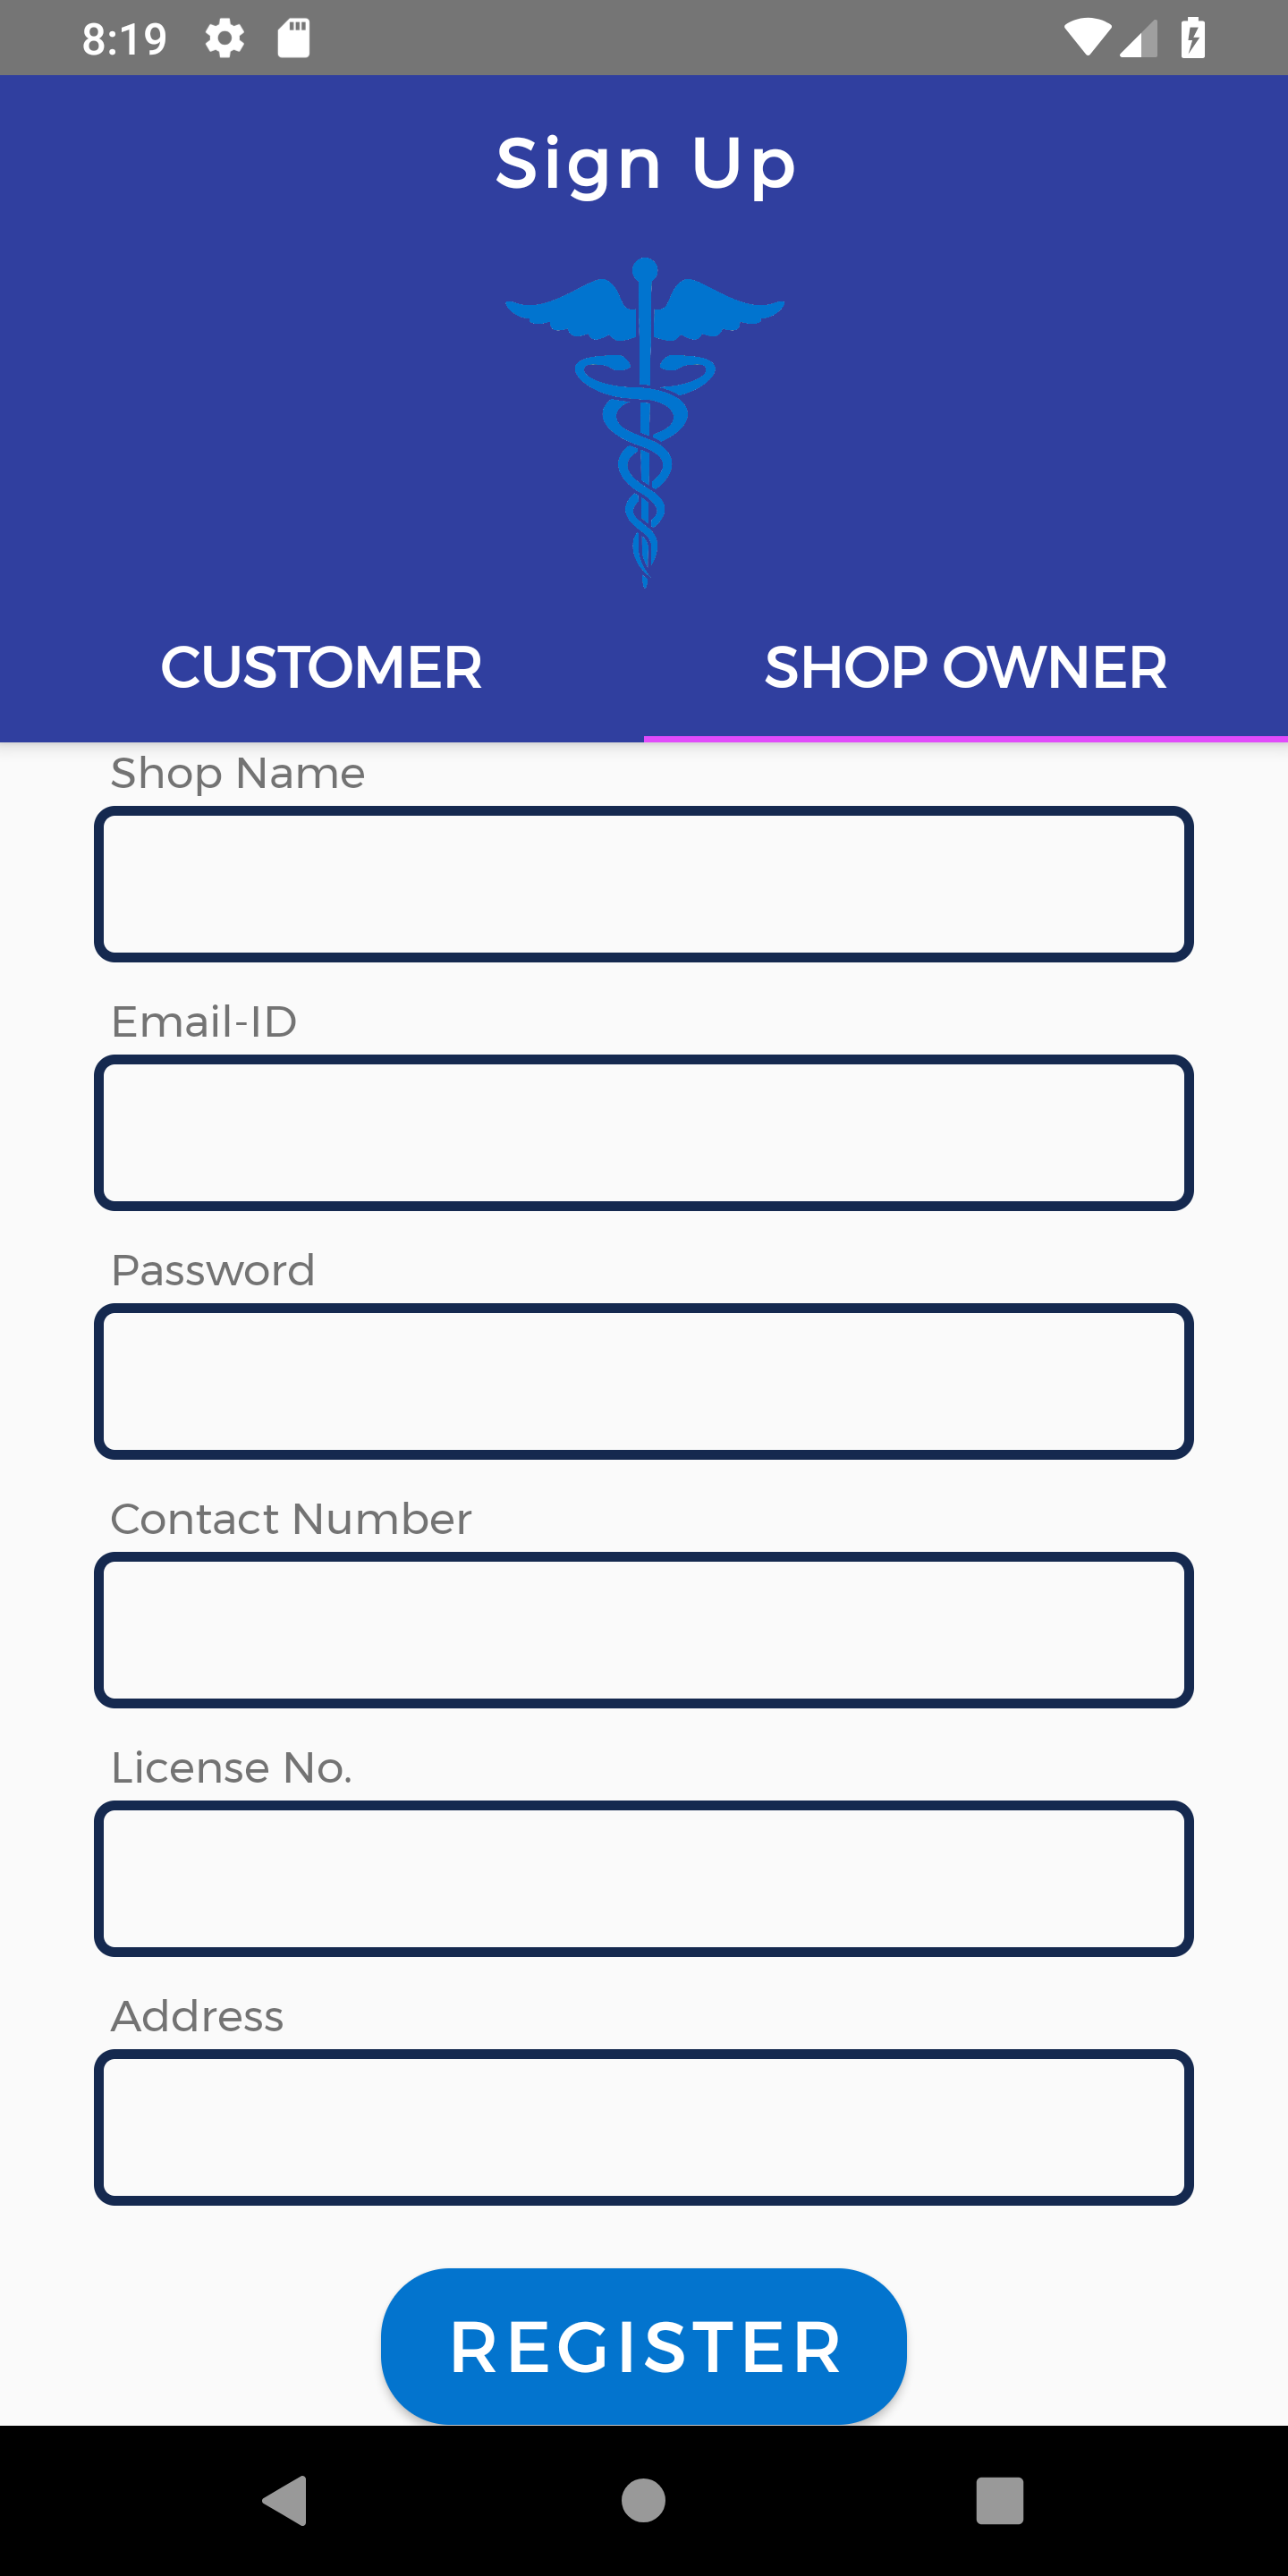 8:19
Sign Up
CUSTOMER
SHOP OWNER
Shop Name
Email-ID
Password
Contact Number
License No.
Address
REGISTER